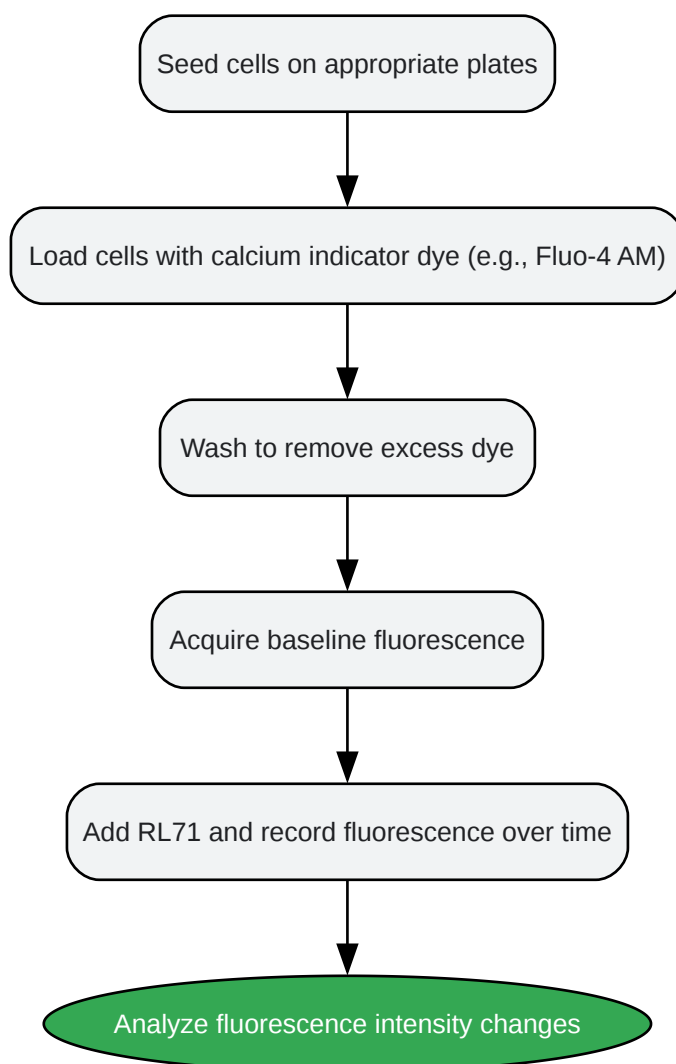 Seed cells on appropriate plates
Load cells with calcium indicator dye (e.g., Fluo-4 AM)
Wash to remove excess dye
Acquire baseline fluorescence
Add RL71 and record fluorescence over time
Analyze fluorescence intensity changes